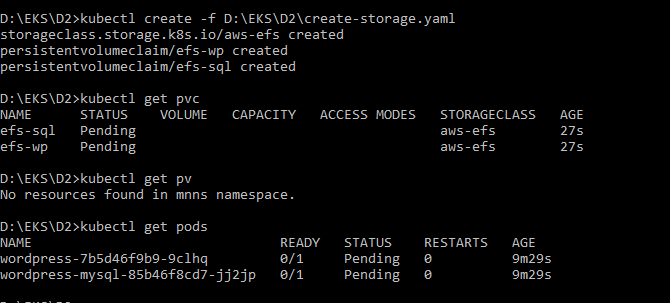 D:\EKS\D2>kubectl create -f D:\EKS\D2\create-storage.yaml
storageclass.storage.k8s.io/aws-efs created
persistentvolumeclaim/efs-wp created
persistentvolumeclaim/efs-sql created
D:\EKS\D2>kubectl get pvc
NAME STATUS VOLUME CAPACITY ACCESS MODES STORAGECLASS AGE
efs-sql Pending aws-efs 27s
efs-wp Pending aws-efs 27s
D:\EKS\D2>kubectl get pv
No resources found in mnns namespace.
D:\EKS\D2>kubectl get pods
NAME READY STATUS RESTARTS AGE
wordpress-7b5d46f9b9-9clhq 0/1 Pending 0 9m29s
wordpress-mysql-85b46f8cd7-jj2jp 0/1 Pending 0 9m29s